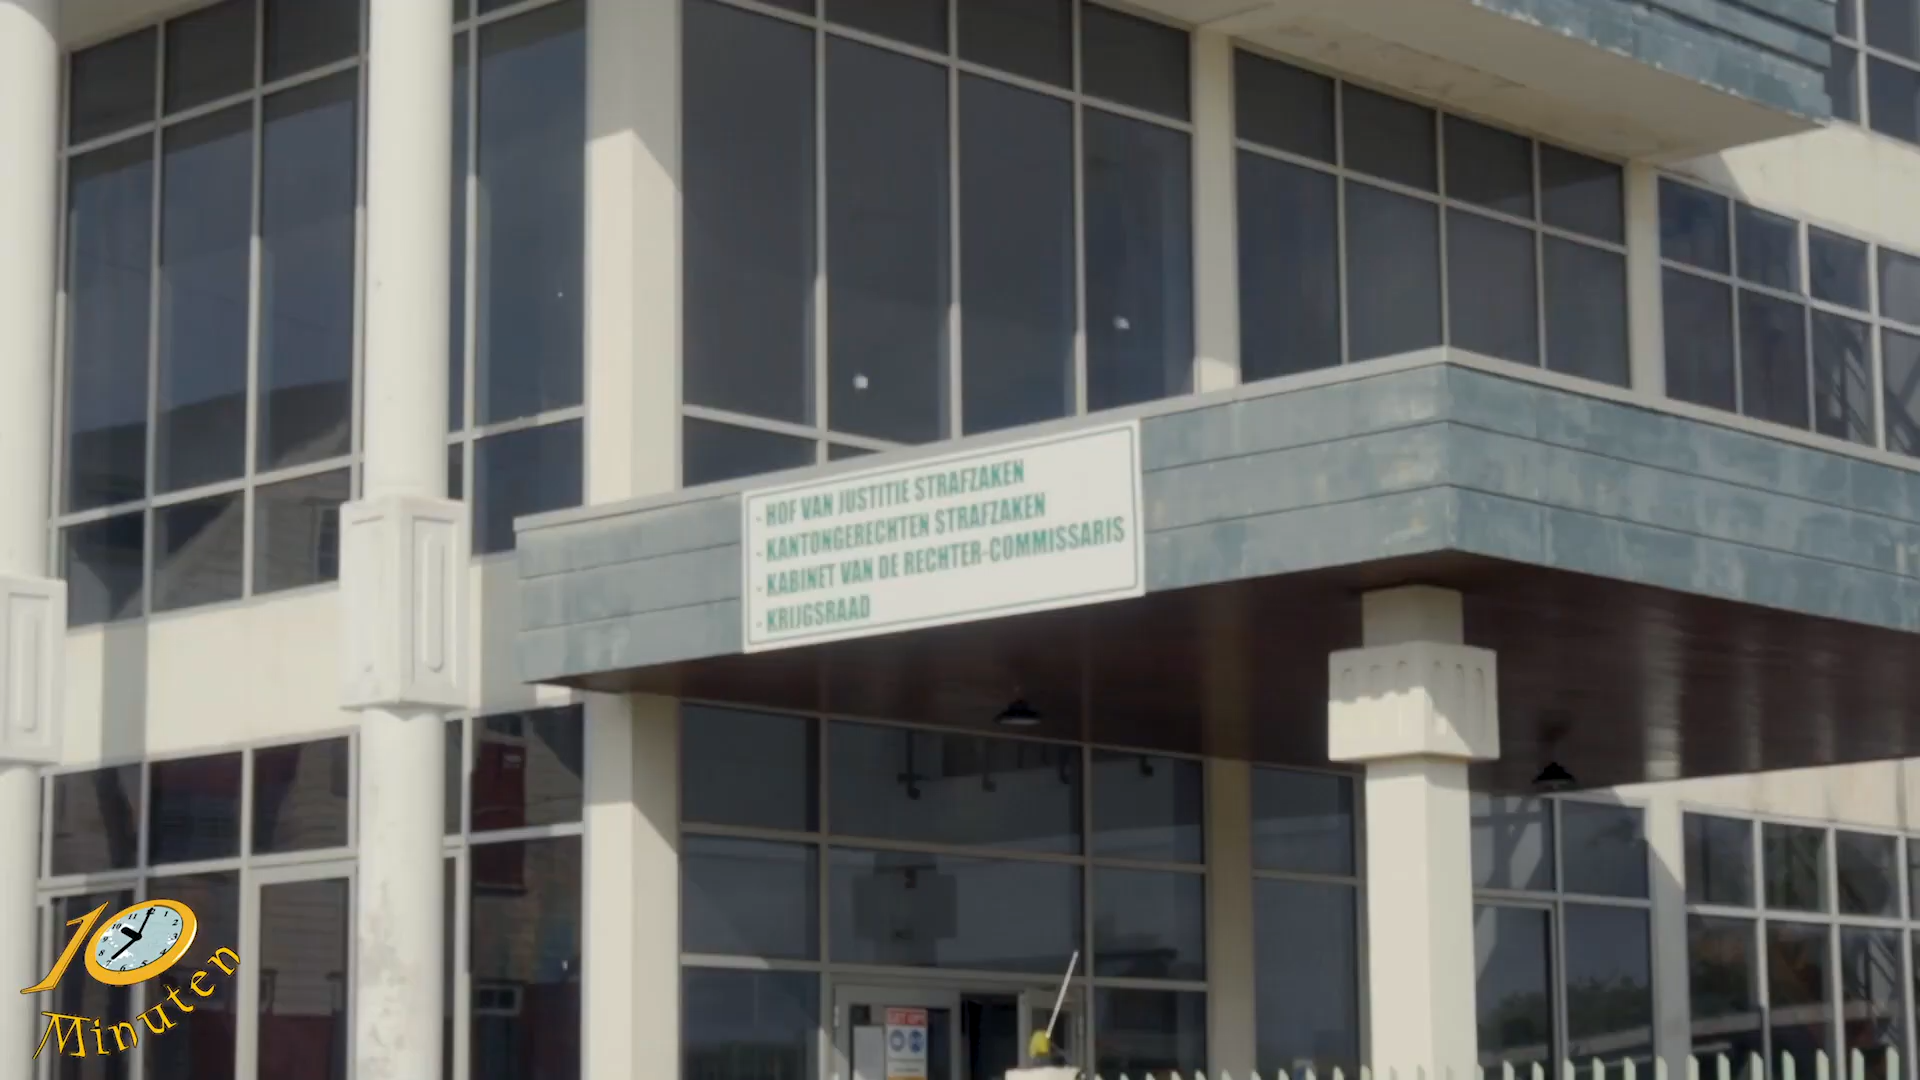 - HOF VAN JUSTITIE STRAFZAKEN
- KANTONGERECHTEN STRAFZAKEN
- KABINET VAN DE RECHTER-COMMISSARIS
- KRIJGSRAAD
10
Minuten